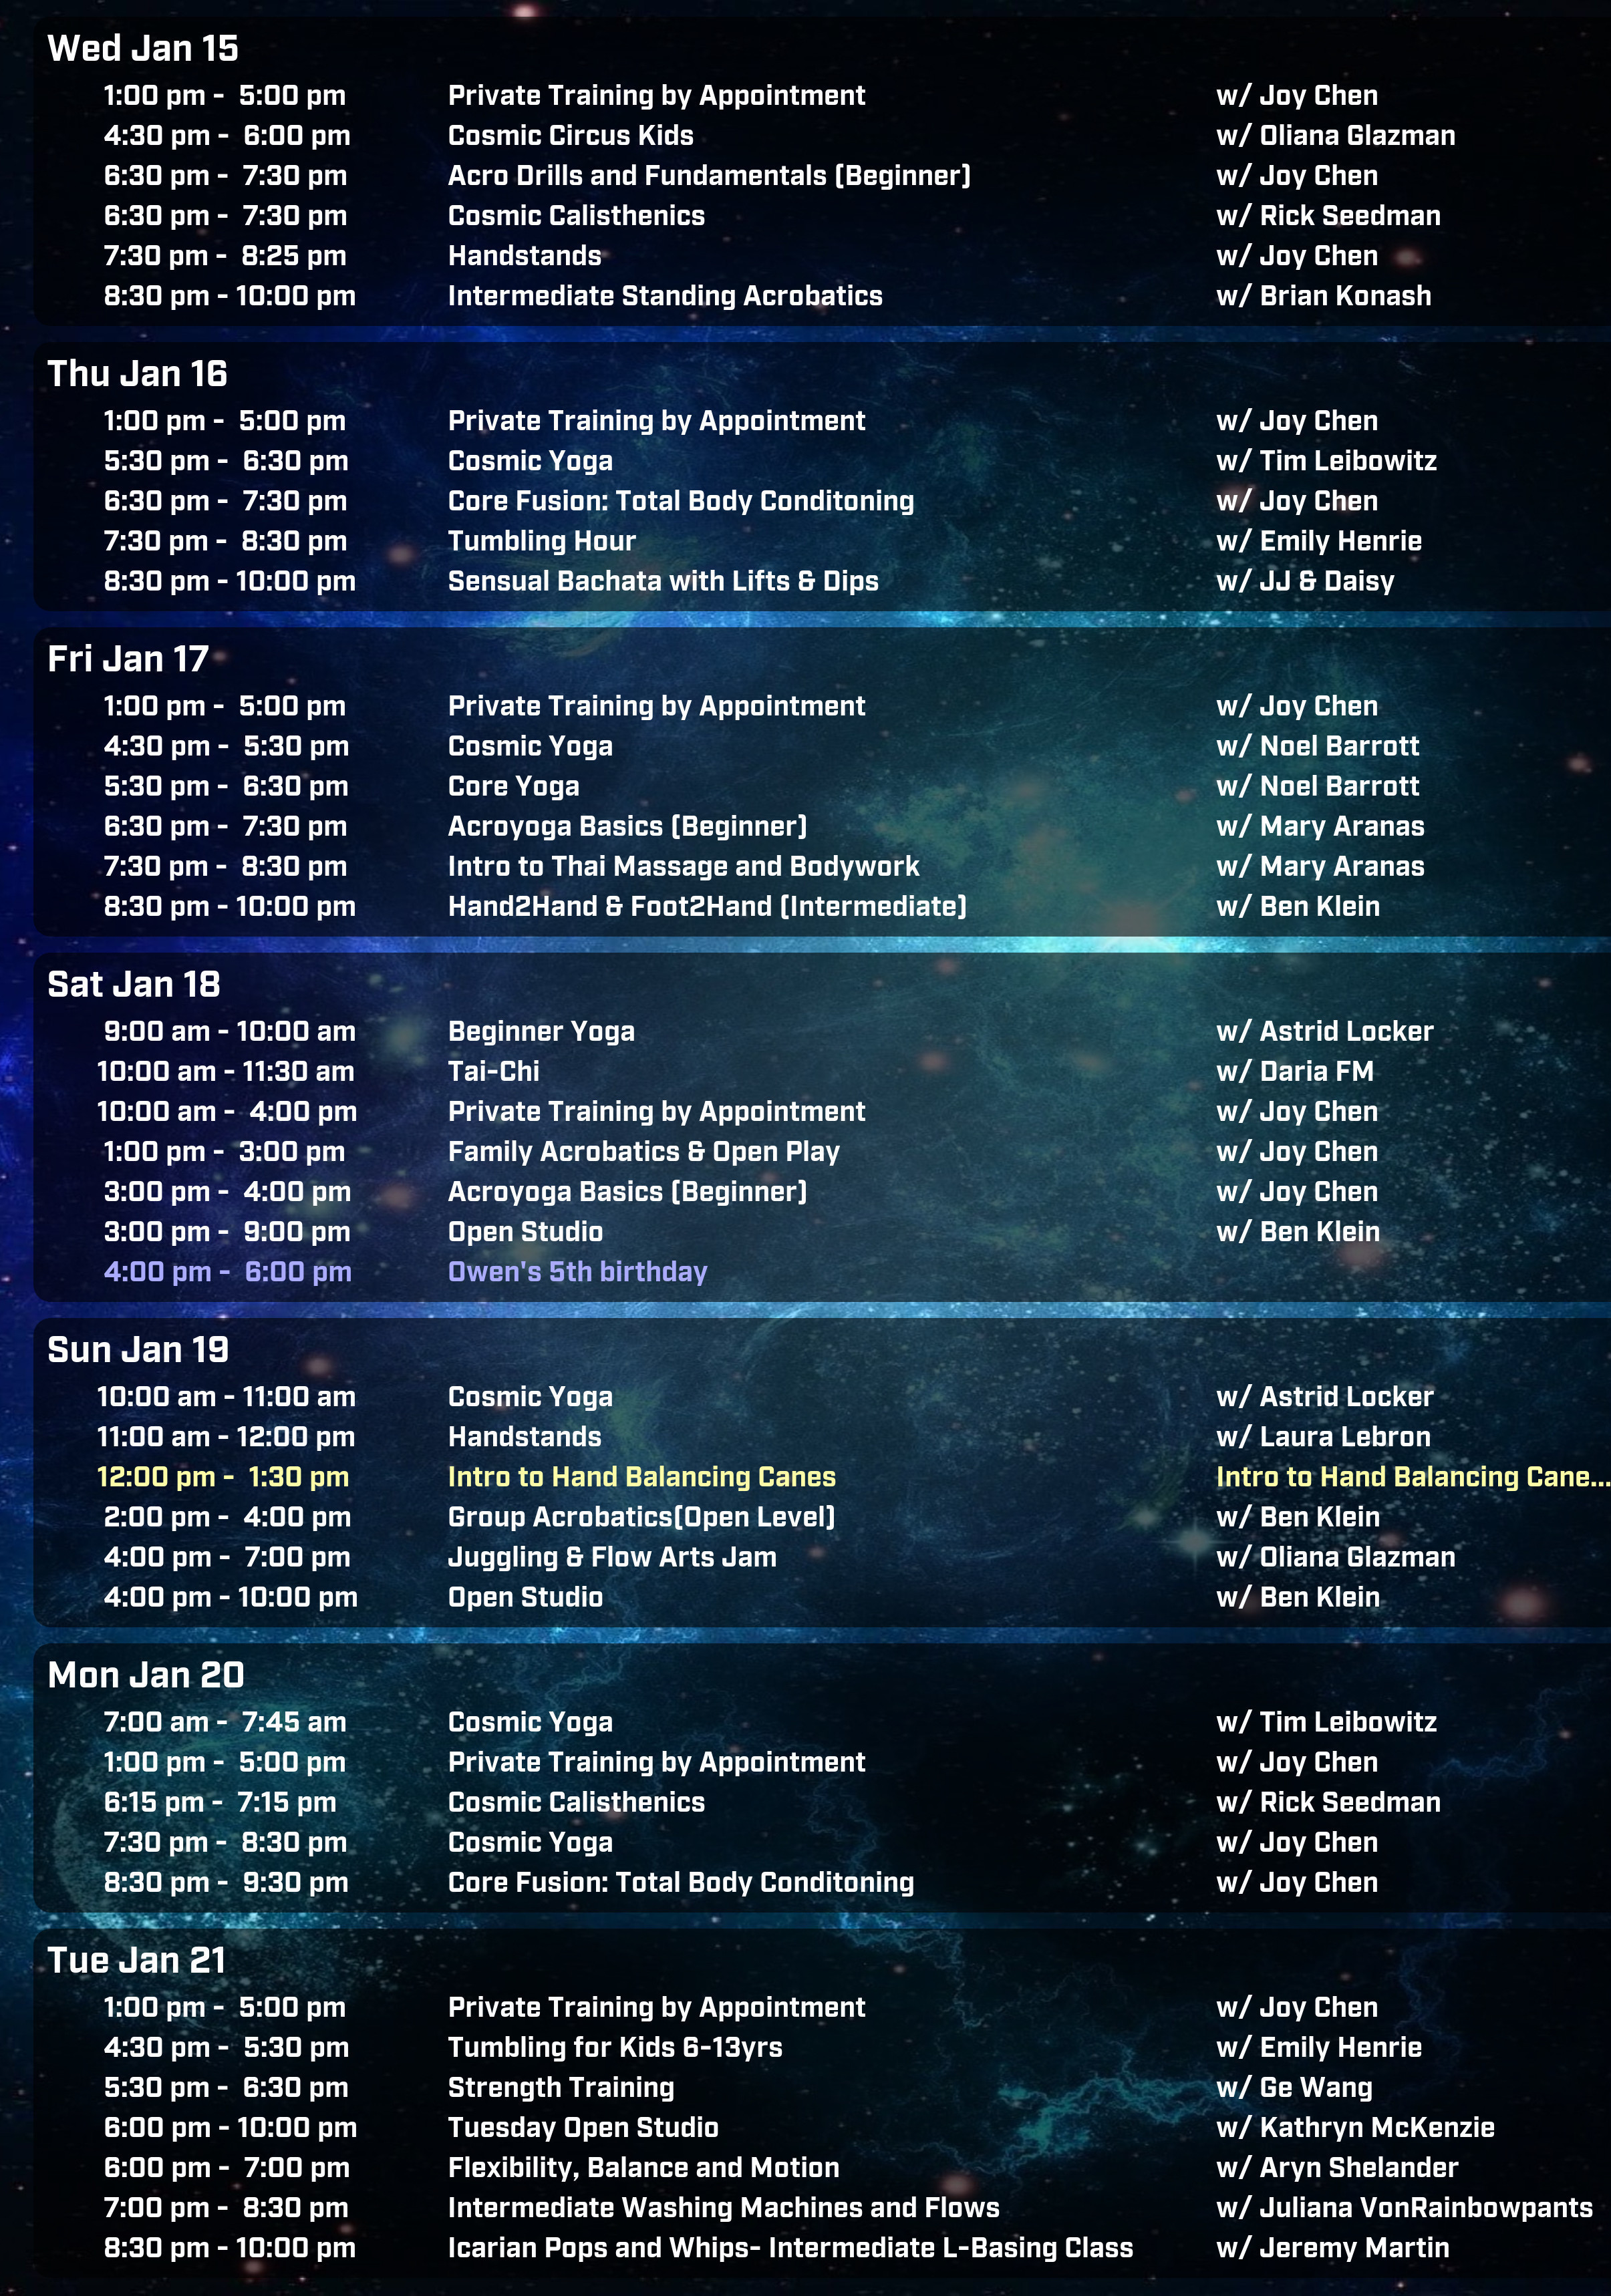 Wed Jan 15
1:00 pm - 5:00 pm Private Training by Appointment w/ Joy Chen
4:30 pm - 6:00 pm Cosmic Circus Kids w/ Oliana Glazman
6:30 pm - 7:30 pm Acro Drills and Fundamentals (Beginner) w/ Joy Chen
6:30 pm - 7:30 pm Cosmic Calisthenics w/ Rick Seedman
7:30 pm - 8:25 pm Handstands w/ Joy Chen
8:30 pm - 10:00 pm Intermediate Standing Acrobatics w/ Brian Konash
Thu Jan 16
1:00 pm - 5:00 pm Private Training by Appointment w/ Joy Chen
5:30 pm - 6:30 pm Cosmic Yoga w/ Tim Leibowitz
6:30 pm - 7:30 pm Core Fusion: Total Body Conditoning w/ Joy Chen
7:30 pm - 8:30 pm Tumbling Hour w/ Emily Henrie
8:30 pm - 10:00 pm Sensual Bachata with Lifts & Dips w/ JJ & Daisy
Fri Jan 17
1:00 pm - 5:00 pm Private Training by Appointment w/ Joy Chen
4:30 pm - 5:30 pm Cosmic Yoga w/ Noel Barrott
5:30 pm - 6:30 pm Core Yoga w/ Noel Barrott
6:30 pm - 7:30 pm Acroyoga Basics (Beginner) w/ Mary Aranas
7:30 pm - 8:30 pm Intro to Thai Massage and Bodywork w/ Mary Aranas
8:30 pm - 10:00 pm Hand2Hand & Foot2Hand (Intermediate) w/ Ben Klein
Sat Jan 18
9:00 am - 10:00 am Beginner Yoga w/ Astrid Locker
10:00 am - 11:30 am Tai-Chi w/ Daria FM
10:00 am - 4:00 pm Private Training by Appointment w/ Joy Chen
1:00 pm - 3:00 pm Family Acrobatics & Open Play w/ Joy Chen
3:00 pm - 4:00 pm Acroyoga Basics (Beginner) w/ Joy Chen
3:00 pm - 9:00 pm Open Studio w/ Ben Klein
4:00 pm - 6:00 pm Owen's 5th birthday
Sun Jan 19
10:00 am - 11:00 am Cosmic Yoga w/ Astrid Locker
11:00 am - 12:00 pm Handstands w/ Laura Lebron
12:00 pm - 1:30 pm Intro to Hand Balancing Canes Intro to Hand Balancing Cane...
2:00 pm - 4:00 pm Group Acrobatics(Open Level) w/ Ben Klein
4:00 pm - 7:00 pm Juggling & Flow Arts Jam w/ Oliana Glazman
4:00 pm - 10:00 pm Open Studio w/ Ben Klein
Mon Jan 20
7:00 am - 7:45 am Cosmic Yoga w/ Tim Leibowitz
1:00 pm - 5:00 pm Private Training by Appointment w/ Joy Chen
6:15 pm - 7:15 pm Cosmic Calisthenics w/ Rick Seedman
7:30 pm - 8:30 pm Cosmic Yoga w/ Joy Chen
8:30 pm - 9:30 pm Core Fusion: Total Body Conditoning w/ Joy Chen
Tue Jan 21
1:00 pm - 5:00 pm Private Training by Appointment w/ Joy Chen
4:30 pm - 5:30 pm Tumbling for Kids 6-13yrs w/ Emily Henrie
5:30 pm - 6:30 pm Strength Training w/ Ge Wang
6:00 pm - 10:00 pm Tuesday Open Studio w/ Kathryn McKenzie
6:00 pm - 7:00 pm Flexibility, Balance and Motion w/ Aryn Shelander
7:00 pm - 8:30 pm Intermediate Washing Machines and Flows w/ Juliana VonRainbowpants
8:30 pm - 10:00 pm Icarian Pops and Whips- Intermediate L-Basing Class w/ Jeremy Martin